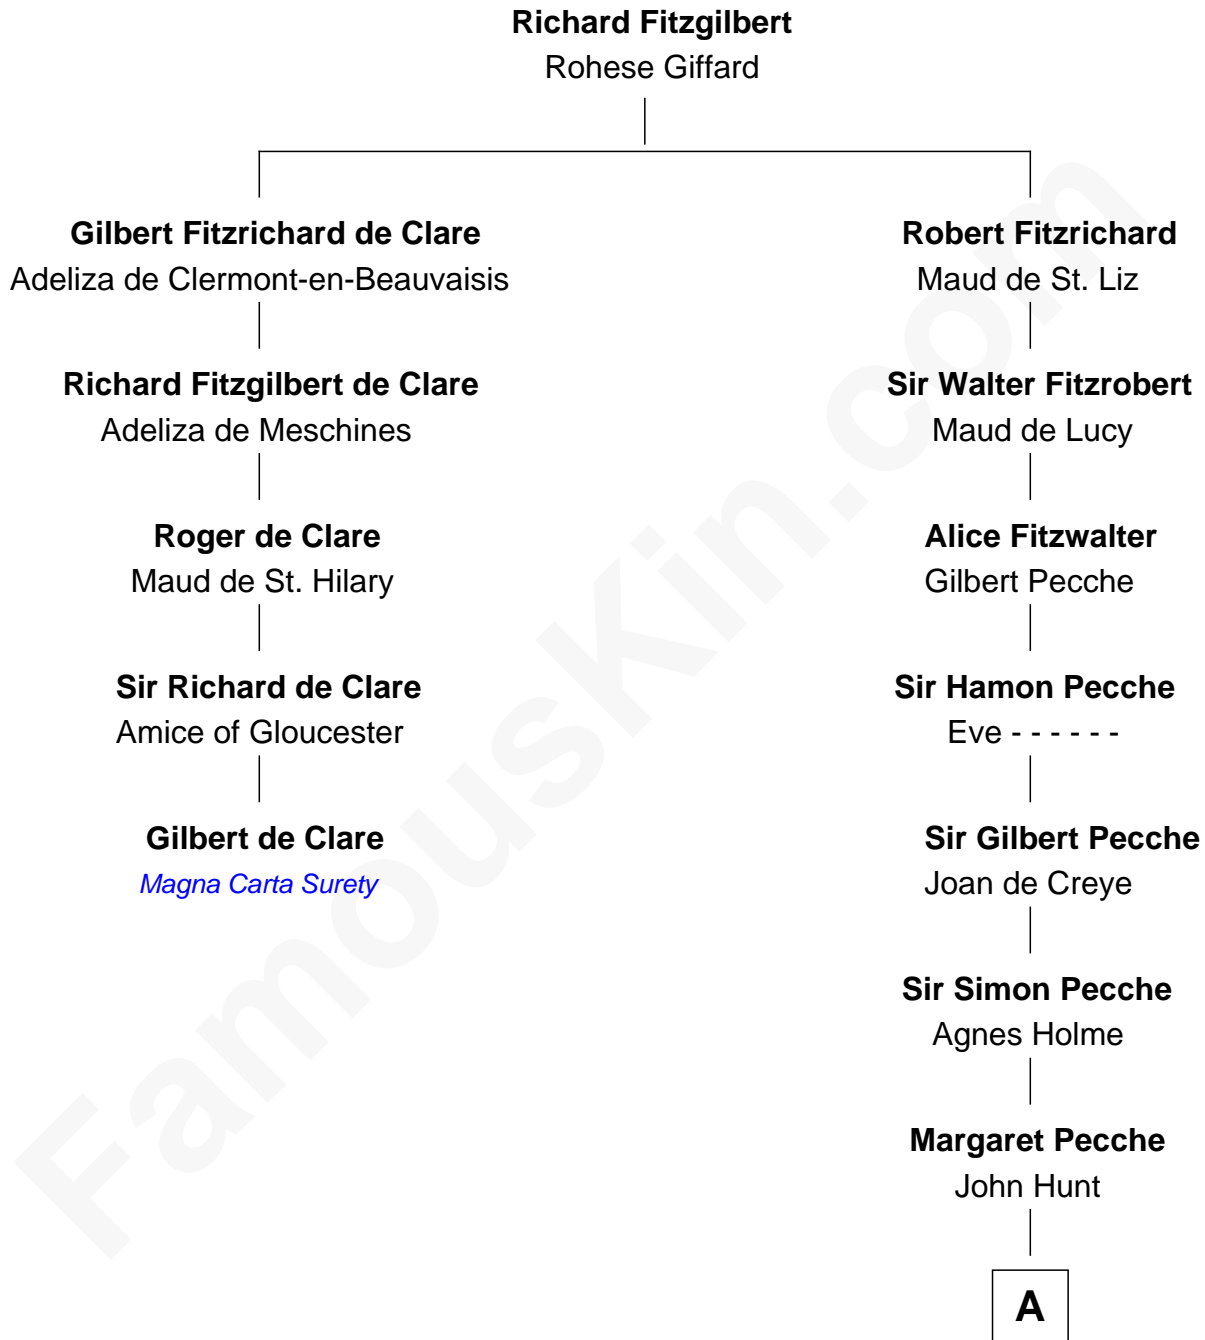 Richard Fitzgilbert
Rohese Giffard
Gilbert Fitzrichard de Clare
Adeliza de Clermont-en-Beauvaisis
Richard Fitzgilbert de Clare
Adeliza de Meschines
Roger de Clare
Maud de St. Hilary
Sir Richard de Clare
Amice of Gloucester
Gilbert de Clare
Magna Carta Surety
Robert Fitzrichard
Maud de St. Liz
Sir Walter Fitzrobert
Maud de Lucy
Alice Fitzwalter
Gilbert Pecche
Sir Hamon Pecche
Eve - - - - - -
Sir Gilbert Pecche
Joan de Creye
Sir Simon Pecche
Agnes Holme
Margaret Pecche
John Hunt
A
FamousKin.com